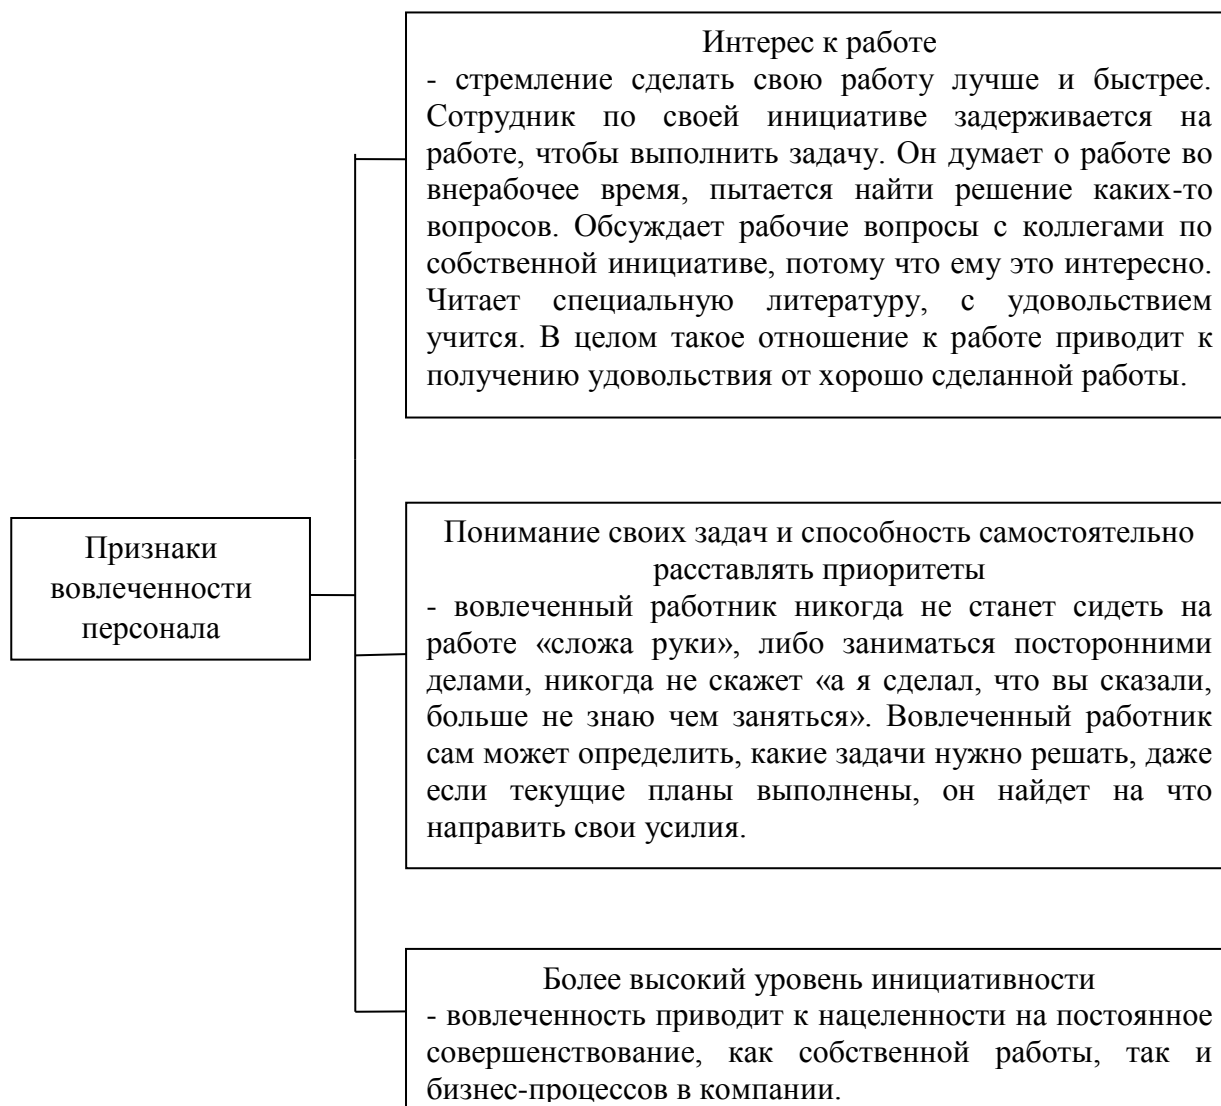 Интерес к работе
- стремление сделать свою работу лучше и быстрее.
Сотрудник по своей инициативе задерживается на
работе, чтобы выполнить задачу. Он думает о работе во
внерабочее время, пытается найти решение каких-то
вопросов. Обсуждает рабочие вопросы с коллегами по
собственной инициативе, потому что ему это интересно.
Читает специальную литературу, с удовольствием
учится. В целом такое отношение к работе приводит к
получению удовольствия от хорошо сделанной работы.
Признаки
вовлеченности
персонала
Понимание своих задач и способность самостоятельно
расставлять приоритеты
- вовлеченный работник никогда не станет сидеть на
работе «сложа руки», либо заниматься посторонними
делами, никогда не скажет «а я сделал, что вы сказали,
больше не знаю чем заняться». Вовлеченный работник
сам может определить, какие задачи нужно решать, даже
если текущие планы выполнены, он найдет на что
направить свои усилия.
Более высокий уровень инициативности
- вовлеченность приводит к нацеленности на постоянное
совершенствование, как собственной работы, так и
бизнес-процессов в компании.